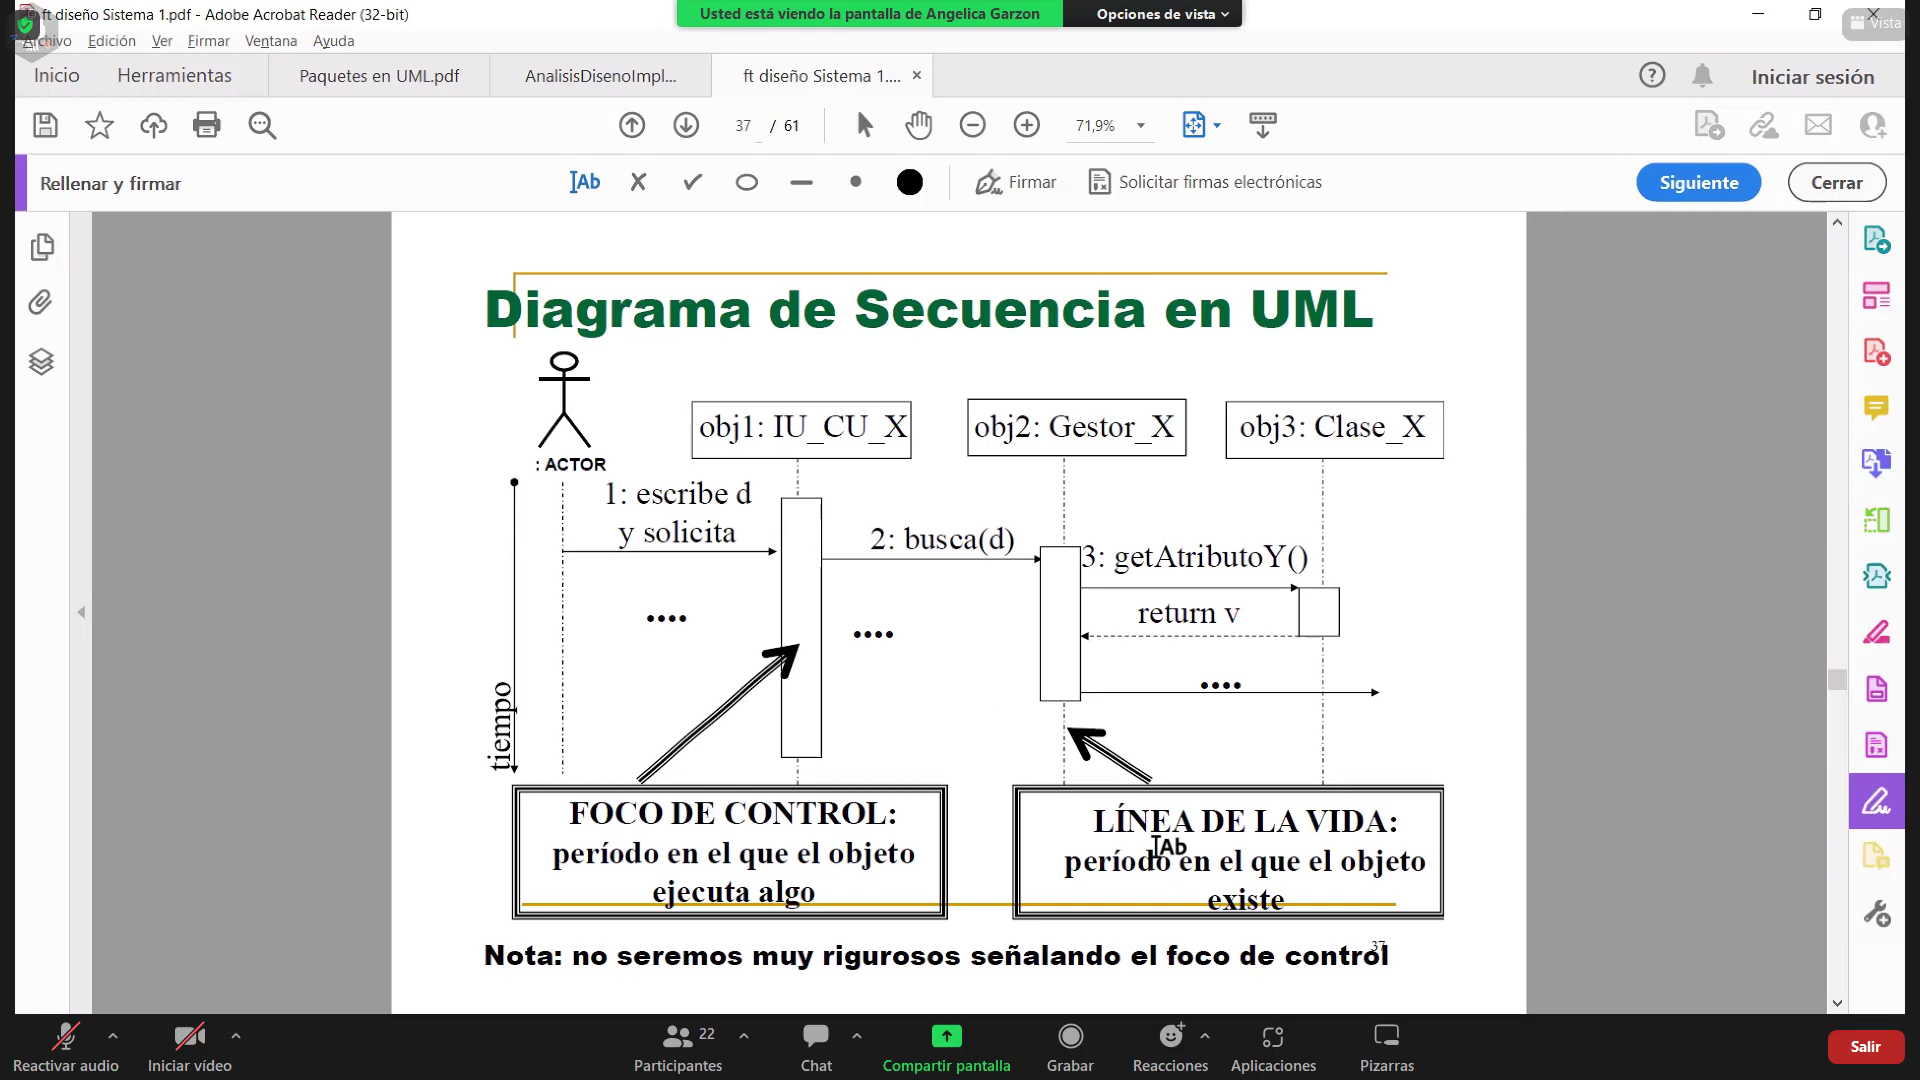 ft diseño Sistema 1.pdf - Adobe Acrobat Reader (32-bit)
Usted está viendo la pantalla de Angelica Garzon
Opciones de vista
Vista
Archivo Edición Ver Firmar Ventana Ayuda
Inicio Herramientas Paquetes en UML.pdf AnalisisDisenoImpl... ft diseño Sistema 1.... × Iniciar sesión
37 / 61 71,9%
Rellenar y firmar Ab Firmar Solicitar firmas electrónicas Siguiente Cerrar
Diagrama de Secuencia en UML
obj1: IU_CU_X obj2: Gestor_X obj3: Clase_X
: ACTOR
1: escribe d
y solicita
2: busca(d)
3: getAtributoY()
return v
....
....
....
tiempo
FOCO DE CONTROL:
período en el que el objeto
ejecuta algo
LÍNEA DE LA VIDA:
Ab
período en el que el objeto
existe
37
Nota: no seremos muy rigurosos señalando el foco de control
22
Reactivar audio Iniciar vídeo Participantes Chat Compartir pantalla Grabar Reacciones Aplicaciones Pizarras Salir